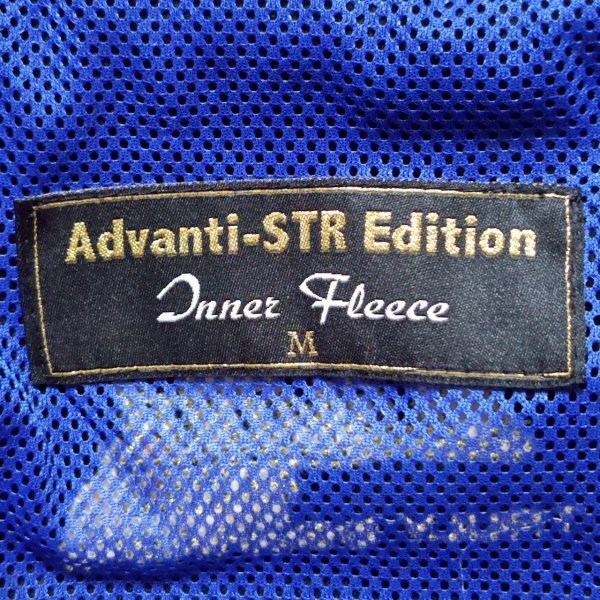 Advanti-STR Edition
Inner Fleece
M